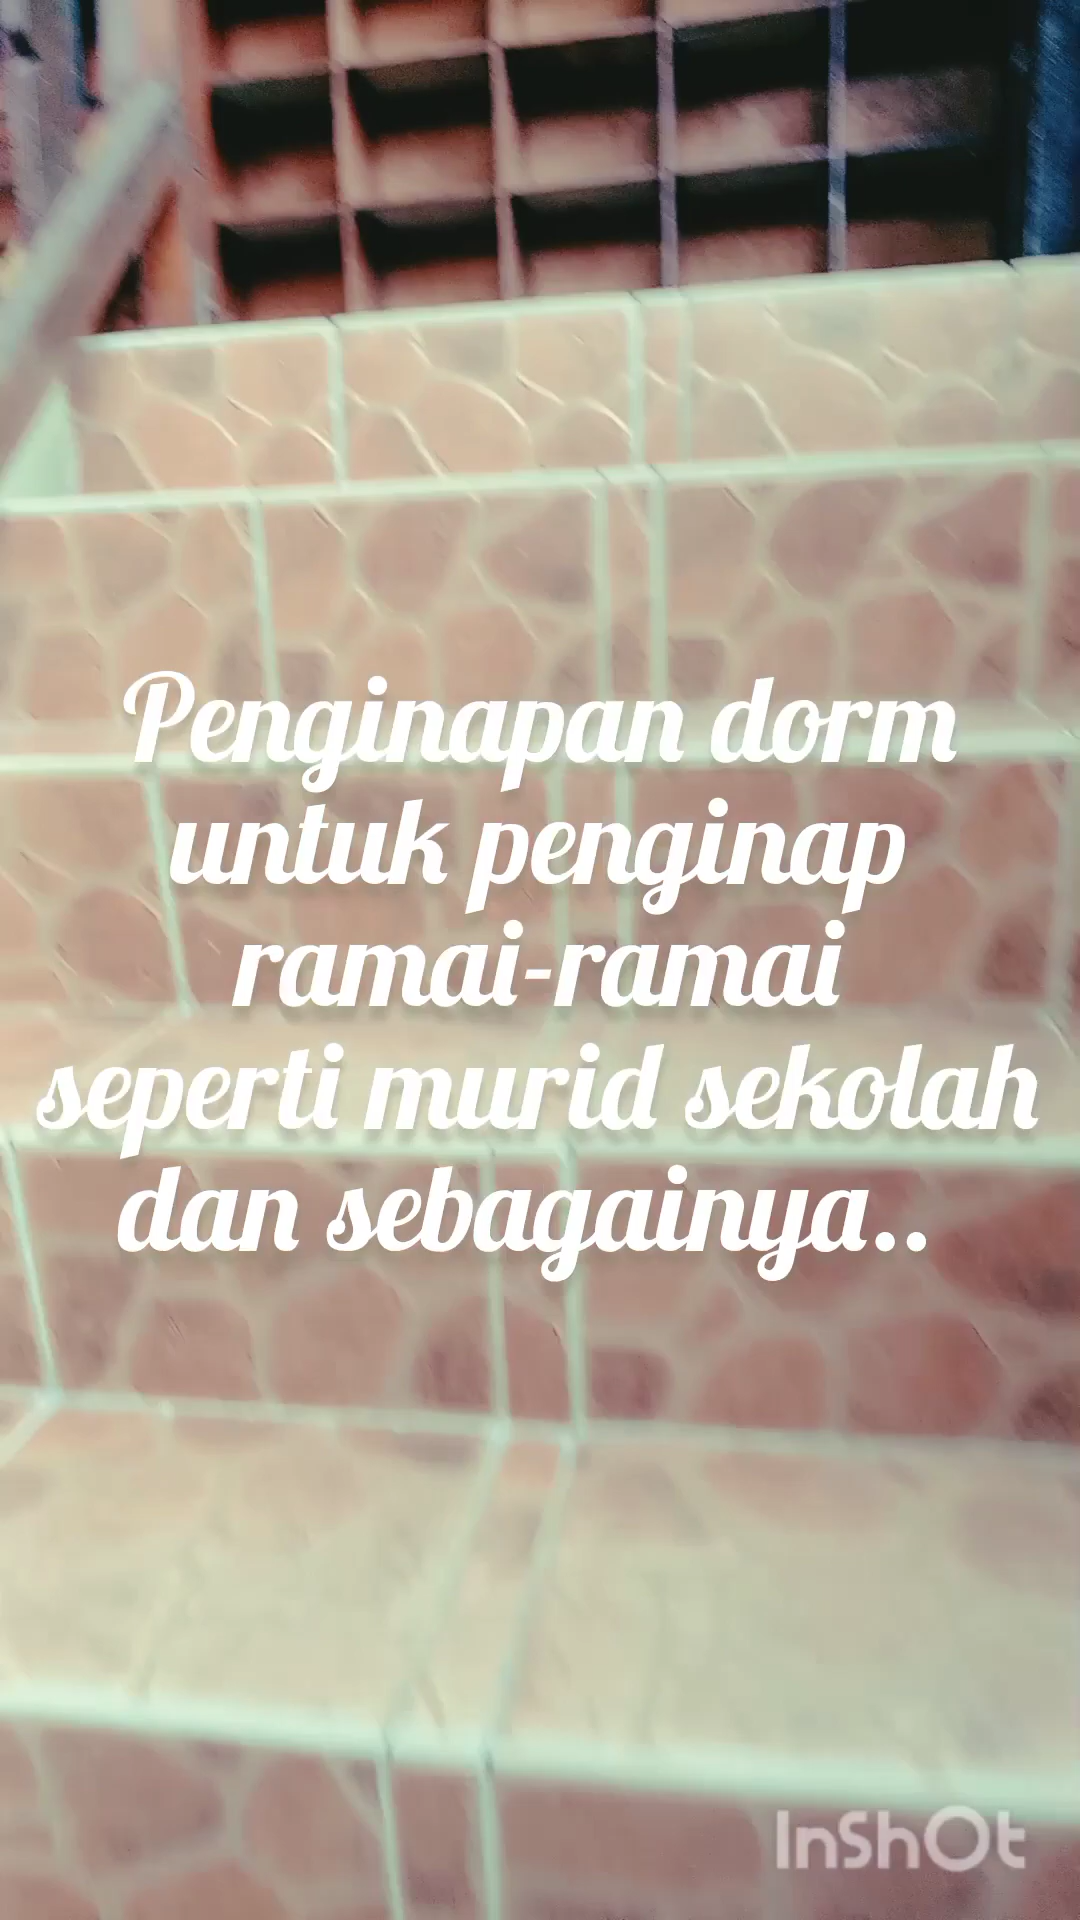 Penginapan dorm
untuk penginap
ramai-ramai
seperti murid sekolah
dan sebagainya..
InShOt